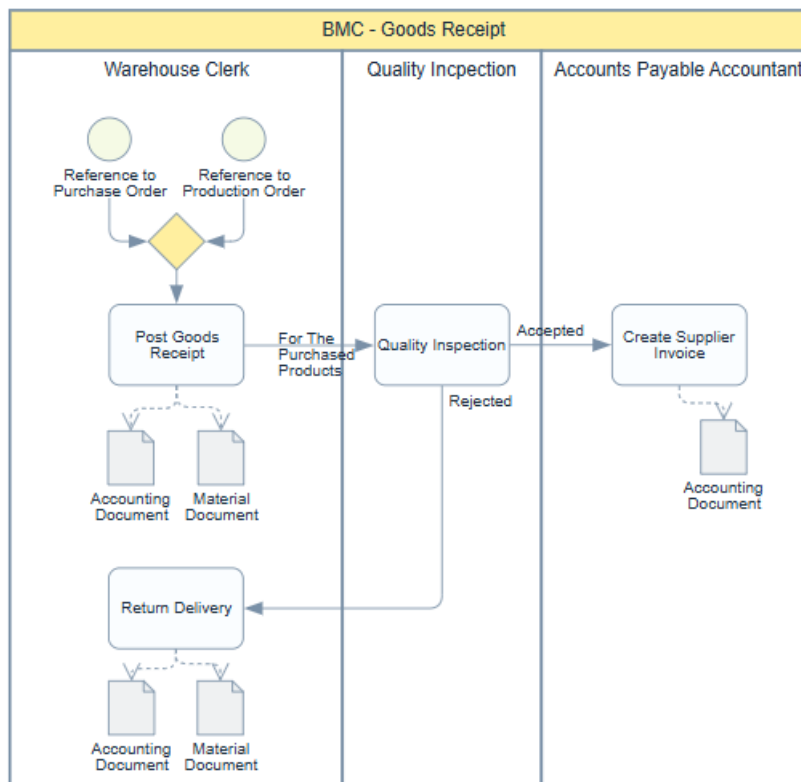 BMC - Goods Receipt
Warehouse Clerk
Quality Incpection
Accounts Payable Accountant
Reference to
Purchase Order
Reference to
Production Order
Post Goods
Receipt
For The
Purchased
Products
Quality Inspection
Accepted
Create Supplier
Invoice
Rejected
Accounting
Document
Material
Document
Accounting
Document
Return Delivery
Accounting
Document
Material
Document